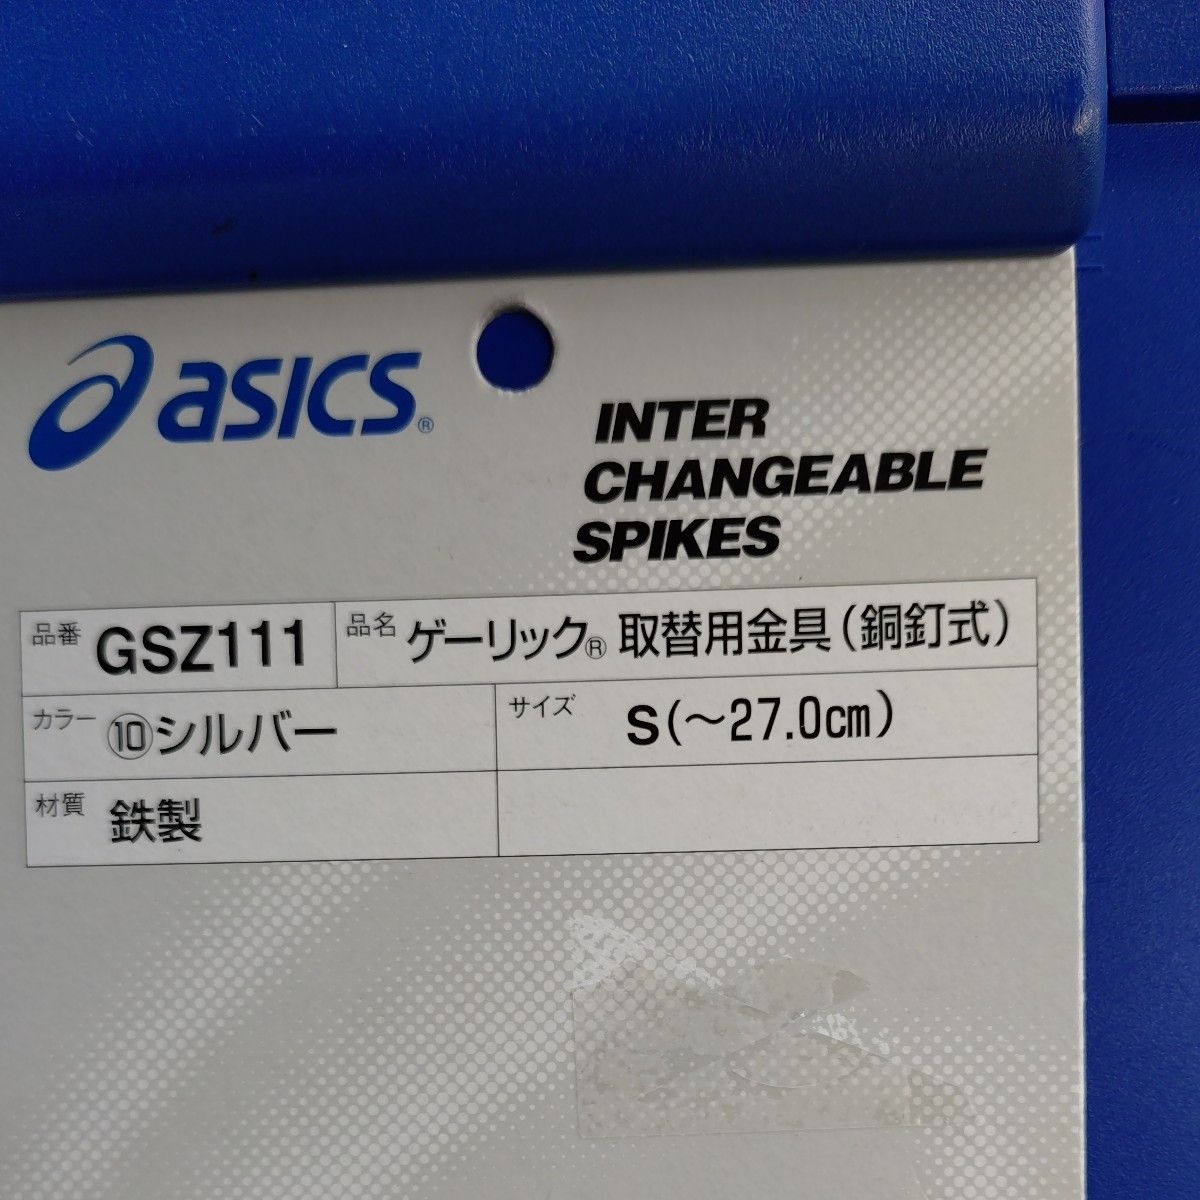 asics®
INTER
CHANGEABLE
SPIKES
品番 GSZ111 品名 ゲーリック® 取替用金具(銅釘式)
カラー ⑩シルバー サイズ S(～27.0㎝)
材質 鉄製